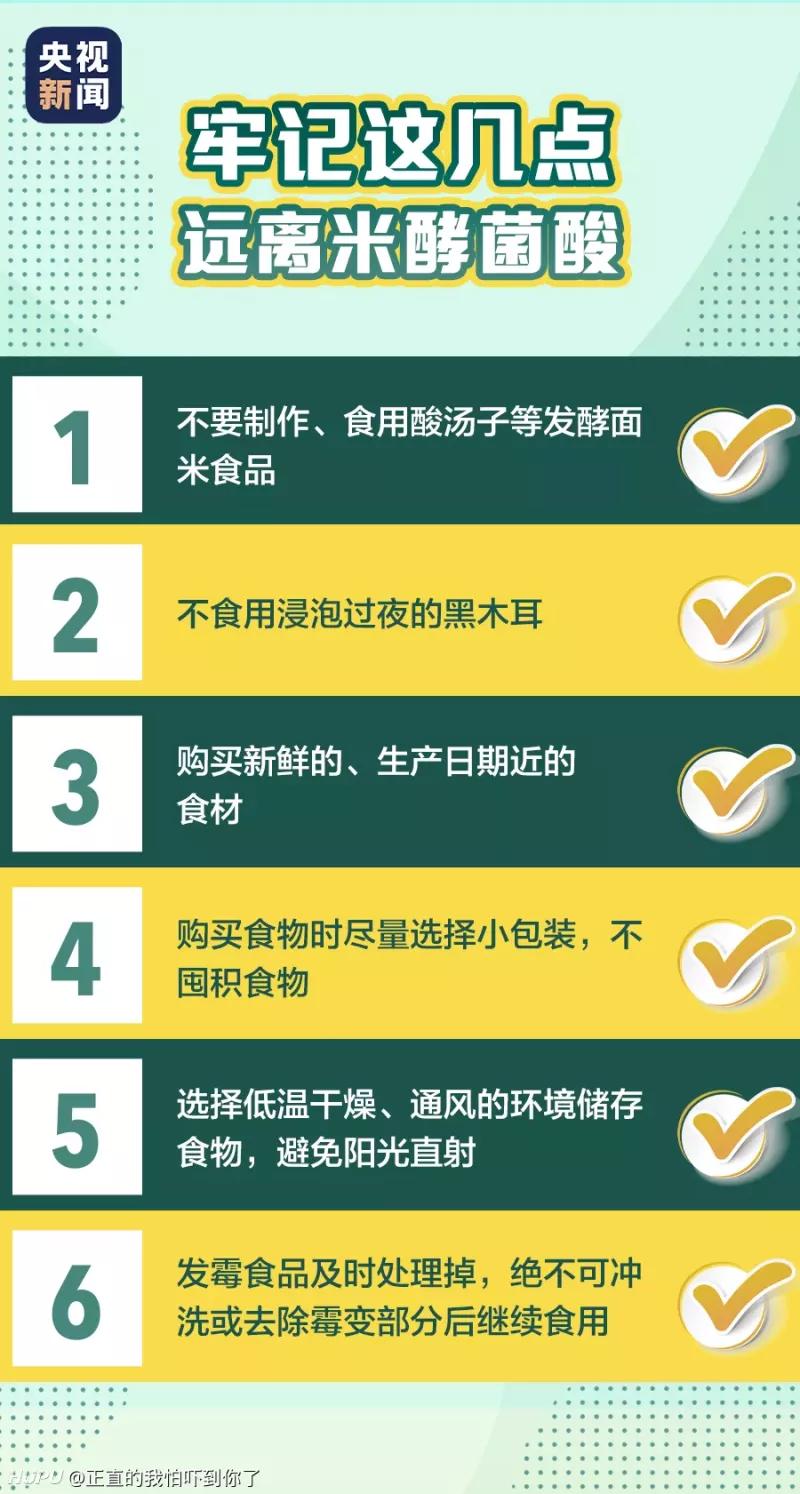 央视
新闻
牢记这几点
远离米酵菌酸
1
不要制作、食用酸汤子等发酵面
米食品
2
不食用浸泡过夜的黑木耳
3
购买新鲜的、生产日期近的
食材
4
购买食物时尽量选择小包装，不
囤积食物
5
选择低温干燥、通风的环境储存
食物，避免阳光直射
6
发霉食品及时处理掉，绝不可冲
洗或去除霉变部分后继续食用
HUPU @正直的我怕吓到你了